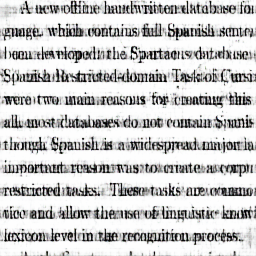 A new offline handwritten database for
guage, which contains full Spanish sente
been developed: the Spartacus database
Spanish Restricted-domain Task of Cursi
were two main reasons for creating this
all, most databases do not contain Spani
though Spanish is a widespread major la
important reason was to create a corpu
restricted tasks. These tasks are commo
tice and allow the use of linguistic know
lexicon level in the recognition process.